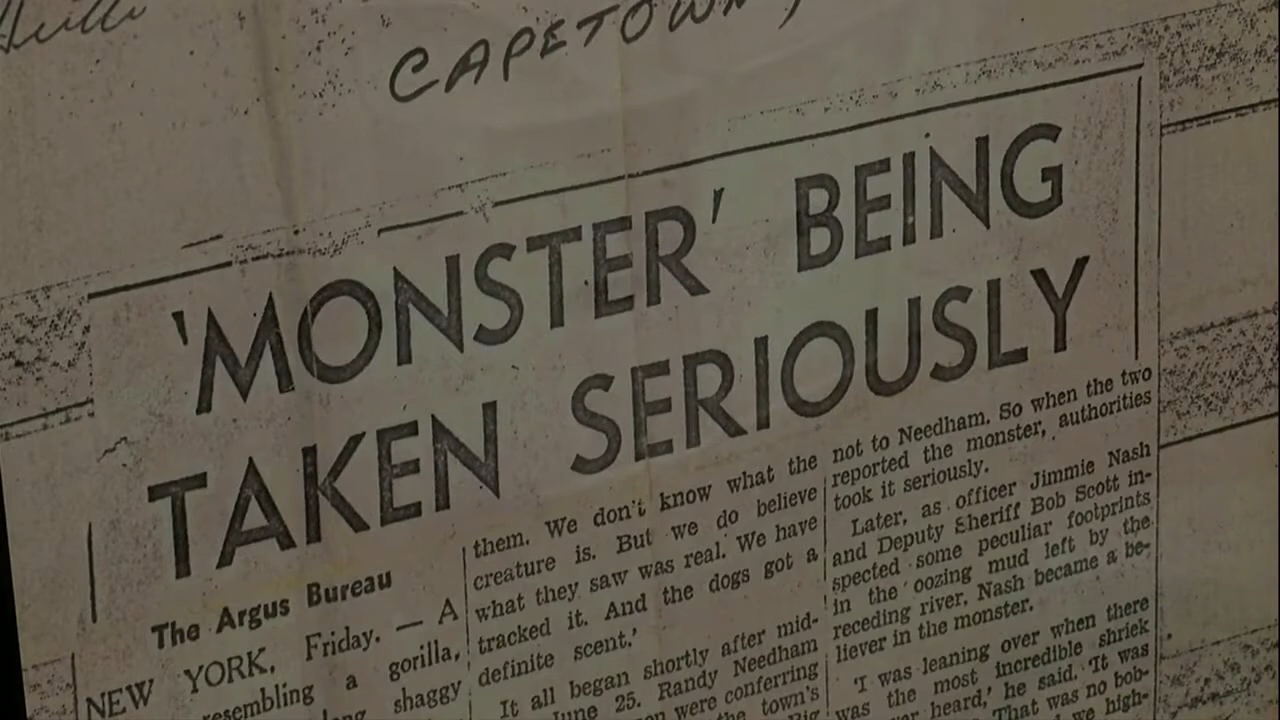 CAPETOWN,
'MONSTER' BEING
TAKEN SERIOUSLY
The Argus Bureau
NEW YORK, Friday. — A
resembling a gorilla,
shaggy
them. We don't know what the
creature is. But we do believe
what they saw was real. We have
tracked it. And the dogs got a
definite scent.'
It all began shortly after mid-
June 25. Randy Needham
were conferring
the town's
Big
not to Needham. So when the two
reported the monster, authorities
took it seriously.
Later, as officer Jimmie Nash
and Deputy Sheriff Bob Scott in-
spected some peculiar footprints
in the oozing mud left by the
receding river, Nash became a be-
liever in the monster.
'I was leaning over when there
was the most incredible shriek
heard,' he said. 'It was
That was no bob-
we high-